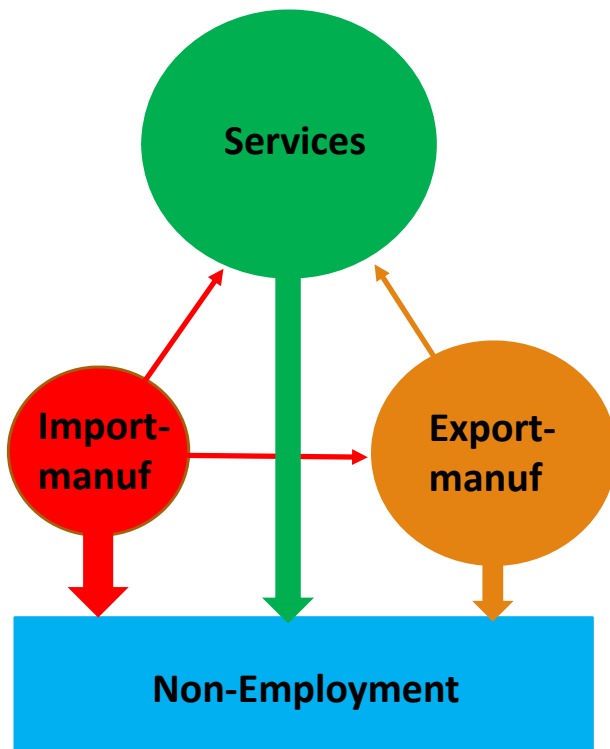 Services
Import-
manuf
Export-
manuf
Non-Employment